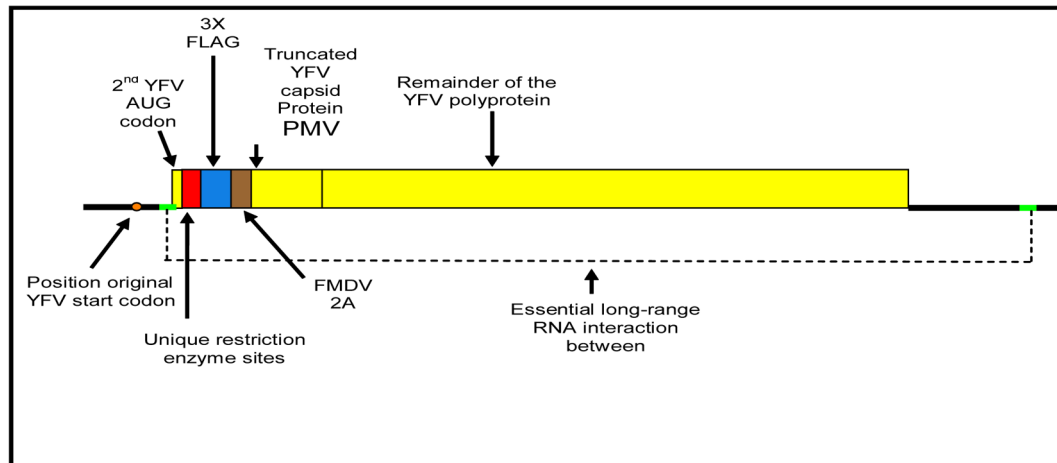 3X
FLAG
2nd YFV
AUG
codon
Truncated
YFV
capsid
Protein
PMV
Remainder of the
YFV polyprotein
Position original
YFV start codon
Unique restriction
enzyme sites
FMDV
2A
Essential long-range
RNA interaction
between